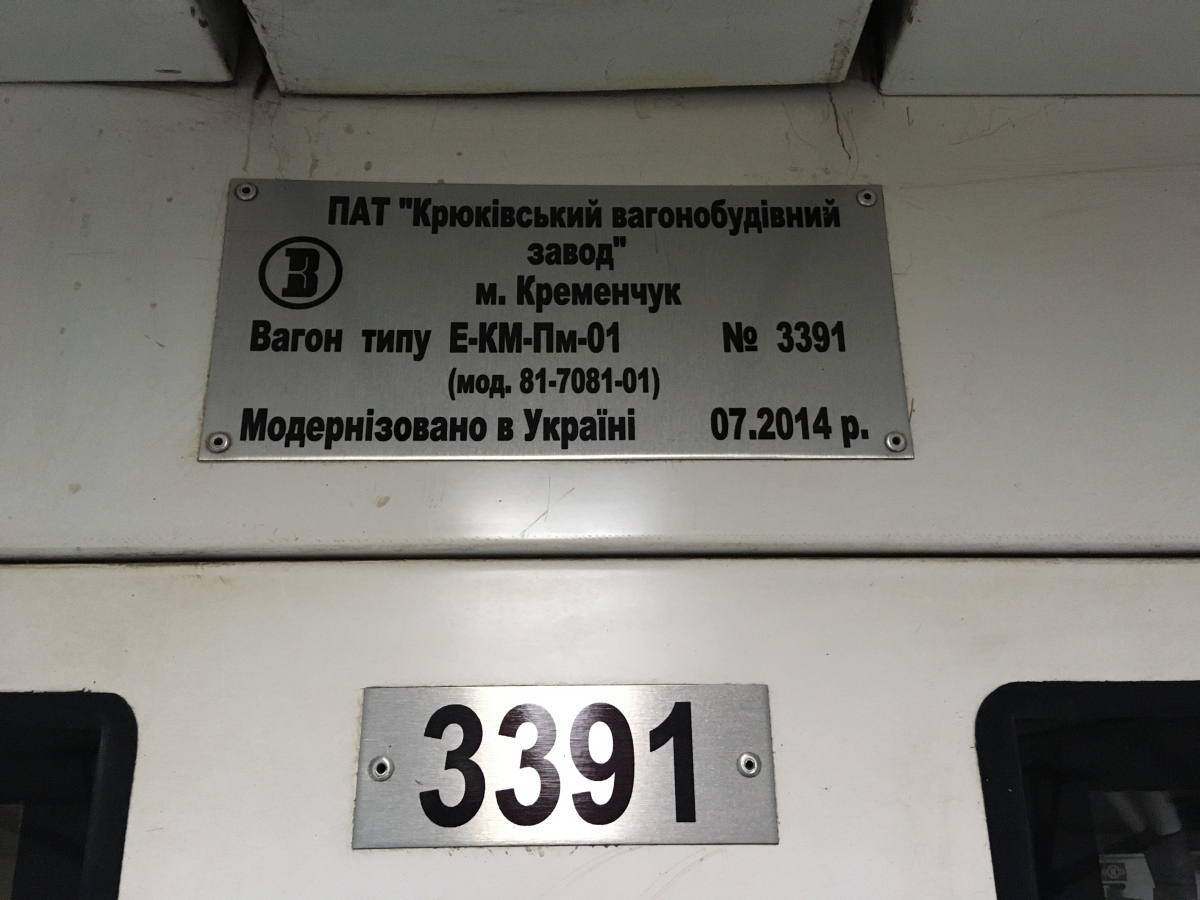 ПАТ "Крюківський вагонобудівний
завод"
м. Кременчук
В
Вагон типу Е-КМ-Пм-01 № 3391
(мод. 81-7081-01)
Модернізовано в Україні 07.2014 р.
3391